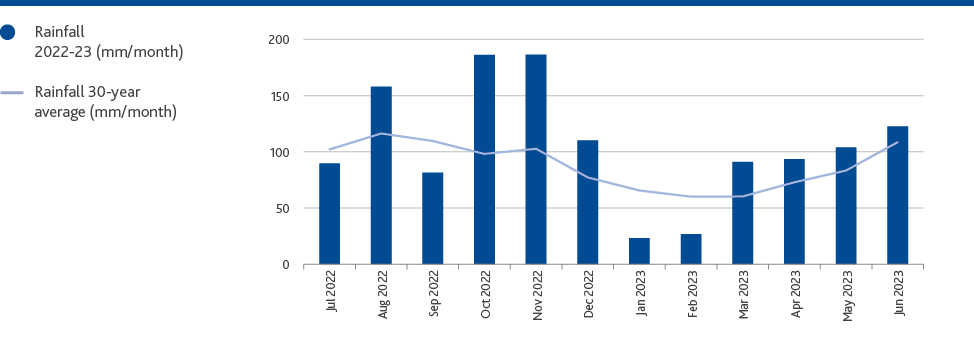 Rainfall
2022-23 (mm/month)
Rainfall 30-year
average (mm/month)
200
150
100
50
0
Jul 2022
Aug 2022
Sep 2022
Oct 2022
Nov 2022
Dec 2022
Jan 2023
Feb 2023
Mar 2023
Apr 2023
May 2023
Jun 2023